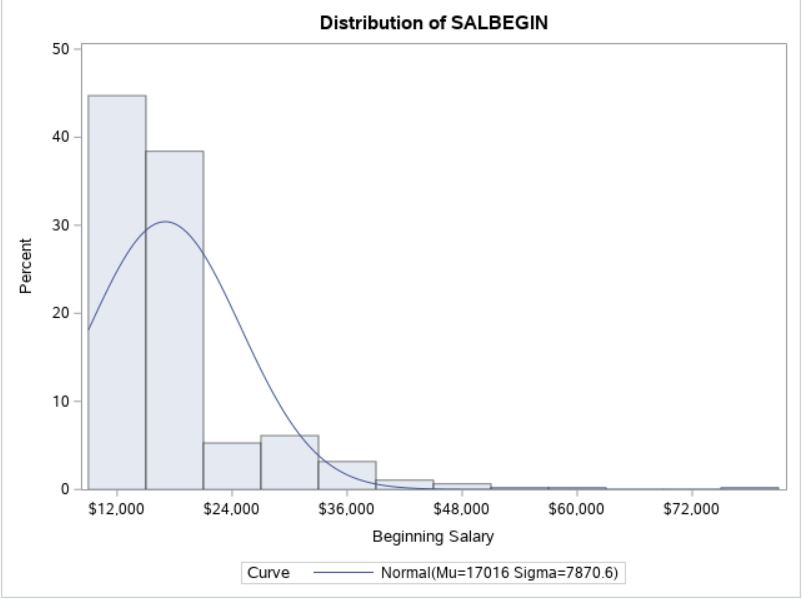 Distribution of SALBEGIN
50
40
30
20
10
0
Percent
$12,000 $24,000 $36,000 $48,000 $60,000 $72,000
Beginning Salary
Curve Normal(Mu=17016 Sigma=7870.6)